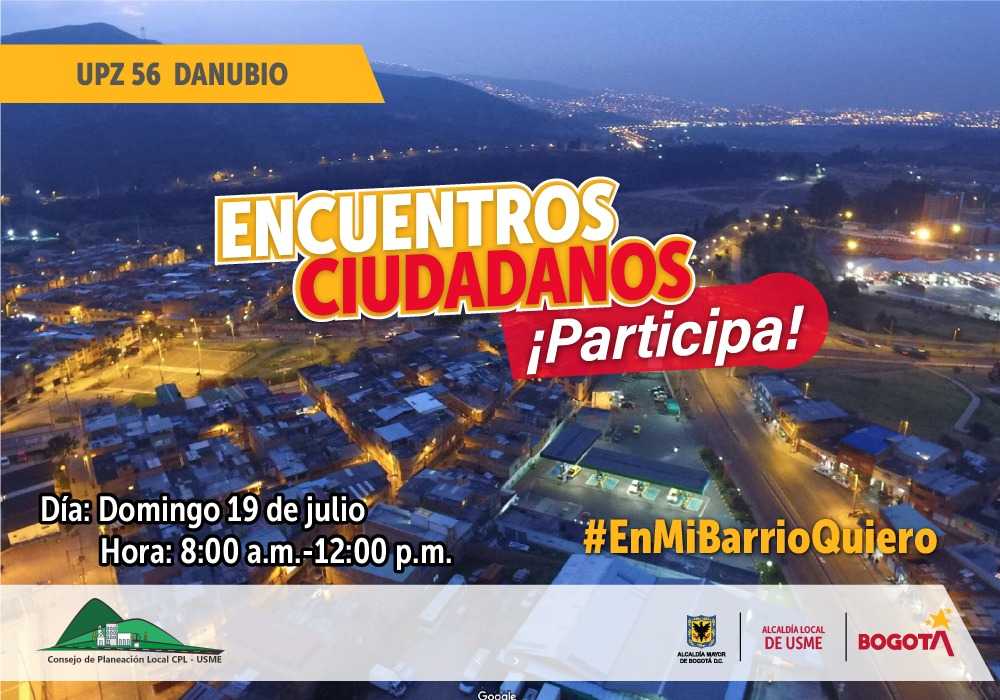 UPZ 56 DANUBIO
ENCUENTROS
CIUDADANOS
¡Participa!
Día: Domingo 19 de julio
Hora: 8:00 a.m.-12:00 p.m.
#EnMiBarrioQuiero
Consejo de Planeación Local CPL - USME
ALCALDÍA MAYOR
DE BOGOTÁ D.C.
ALCALDÍA LOCAL
DE USME
BOGOTÁ
Google